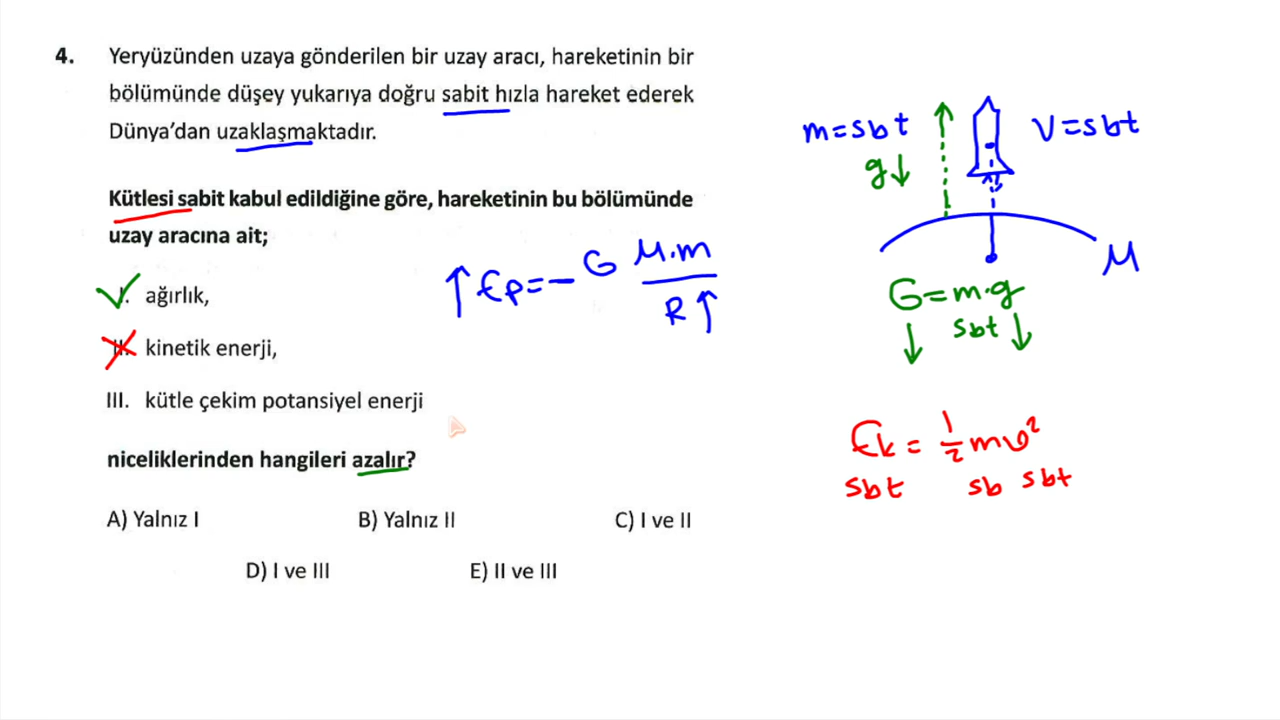 4. Yeryüzünden uzaya gönderilen bir uzay aracı, hareketinin bir
bölümünde düşey yukarıya doğru sabit hızla hareket ederek
Dünya'dan uzaklaşmaktadır.
Kütlesi sabit kabul edildiğine göre, hareketinin bu bölümünde
uzay aracına ait;
I. ağırlık,
II. kinetik enerji,
III. kütle çekim potansiyel enerji
niceliklerinden hangileri azalır?
A) Yalnız I B) Yalnız II C) I ve II
D) I ve III E) II ve III
↑ Ep = - G M.m / R ↑
m=sbt V=sbt
g↓
M
G=m.g
↓ sbt ↓
Ek = 1/2 mv²
sbt sb sbt